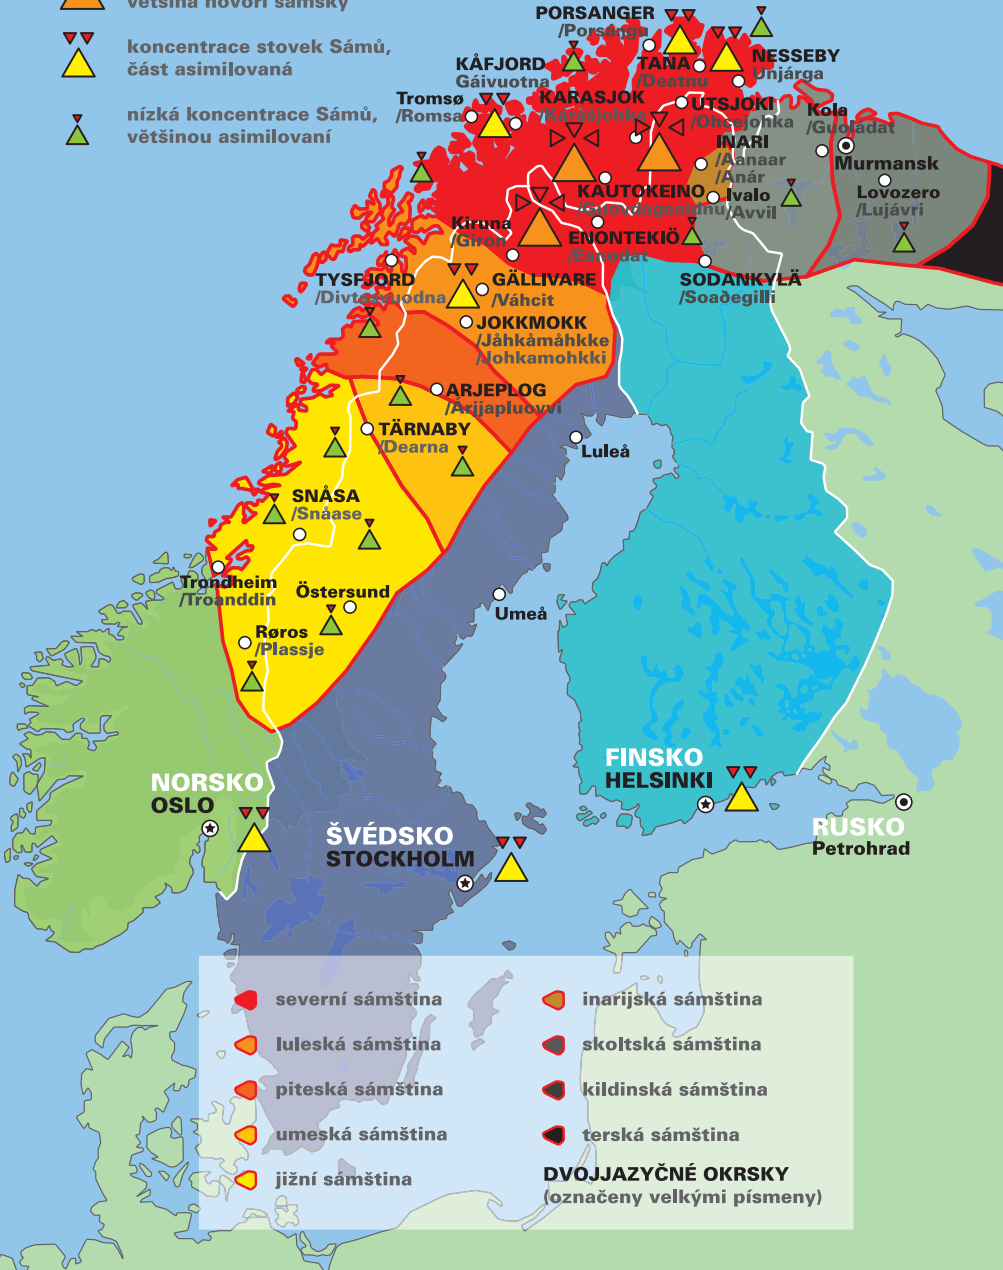 většina hovoří sámsky
koncentrace stovek Sámů,
část asimilovaná
nízká koncentrace Sámů,
většinou asimilovaní
PORSANGER
/Porsángu
KÅFJORD
Gáivuotna
TANA
/Deatnu
NESSEBY
Unjárga
Tromsø
/Romsa
KARASJOK
/Kárášjohka
UTSJOKI
/Ohcejohka
Kola
/Guoládat
INARI
/Aanaar
/Anár
Murmansk
KAUTOKEINO
/Guovdageaidnu
Ivalo
/Avvil
Lovozero
/Lujávri
Kiruna
/Giron
ENONTEKIÖ
/Eanodat
TYSFJORD
/Divtasvuodna
GÄLLIVARE
/Váhcit
SODANKYLÄ
/Soađegilli
JOKKMOKK
/Jåhkåmåhkke
/Johkamohkki
ARJEPLOG
/Árjjapluovvi
TÄRNABY
/Dearna
Luleå
SNÅSA
/Snåase
Trondheim
/Troanddin
Östersund
Umeå
Røros
/Plassje
NORSKO
OSLO
FINSKO
HELSINKI
ŠVÉDSKO
STOCKHOLM
RUSKO
Petrohrad
severní sámština
luleská sámština
piteská sámština
umeská sámština
jižní sámština
inarijská sámština
skoltská sámština
kildinská sámština
terská sámština
DVOJJAZYČNÉ OKRSKY
(označeny velkými písmeny)